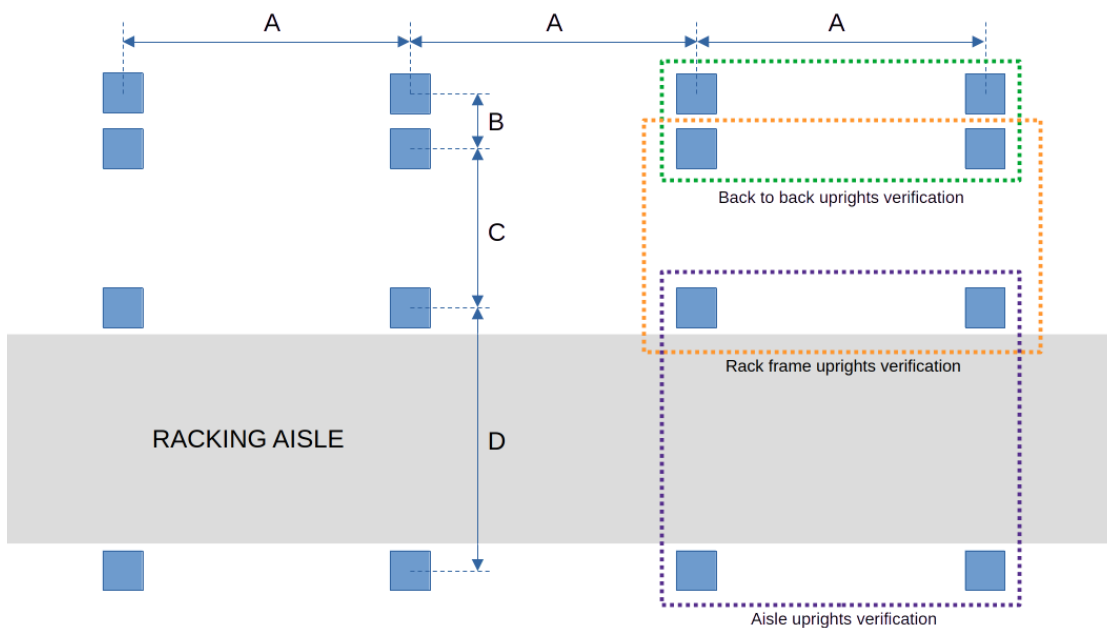 A A A
B
Back to back uprights verification
C
Rack frame uprights verification
RACKING AISLE D
Aisle uprights verification